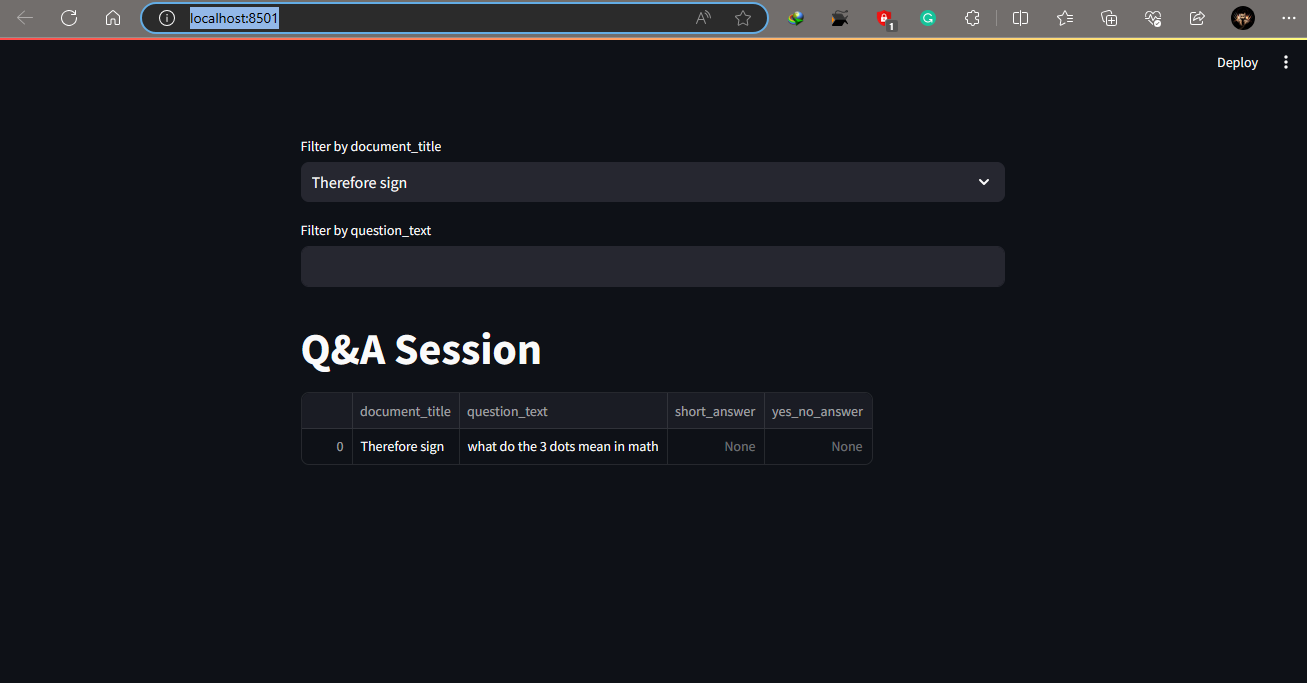 localhost:8501
1
Deploy
Filter by document_title
Therefore sign
Filter by question_text
Q&A Session
document_title question_text short_answer yes_no_answer
0 Therefore sign what do the 3 dots mean in math None None